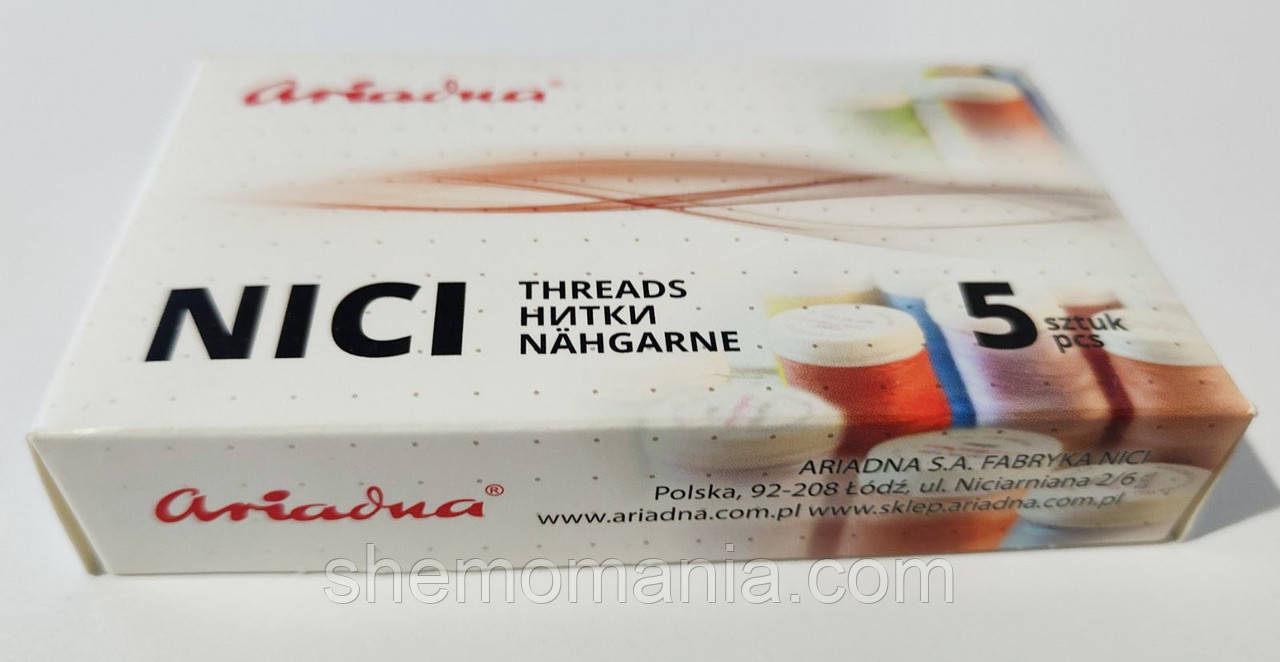 ariadna
NICI
THREADS
НИТКИ
NÄHGARNE
5 sztuk
pcs
ariadna®
ARIADNA S.A. FABRYKA NICI
Polska, 92-208 Łódź, ul. Niciarniana 2/6
www.ariadna.com.pl www.sklep.ariadna.com.pl
shemomania.com